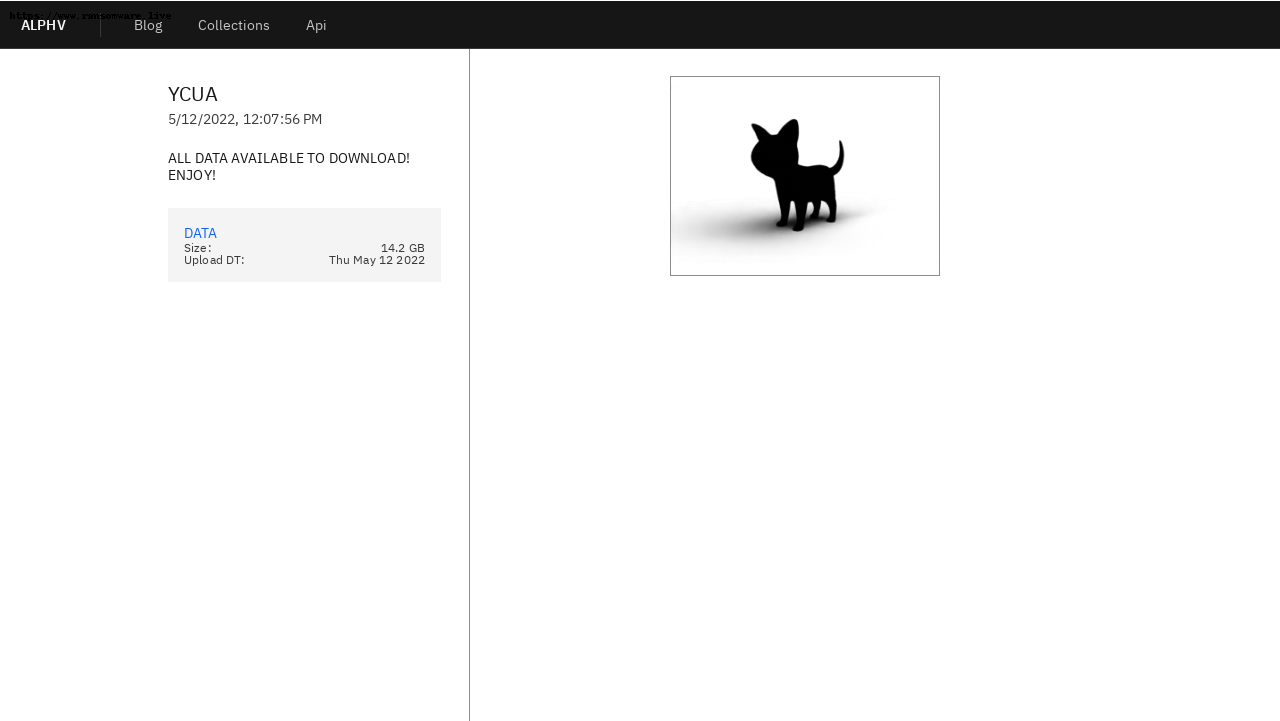 https://www.ransomware.live
ALPHV
Blog
Collections
Api
YCUA
5/12/2022, 12:07:56 PM
ALL DATA AVAILABLE TO DOWNLOAD!
ENJOY!
DATA
Size: 14.2 GB
Upload DT: Thu May 12 2022